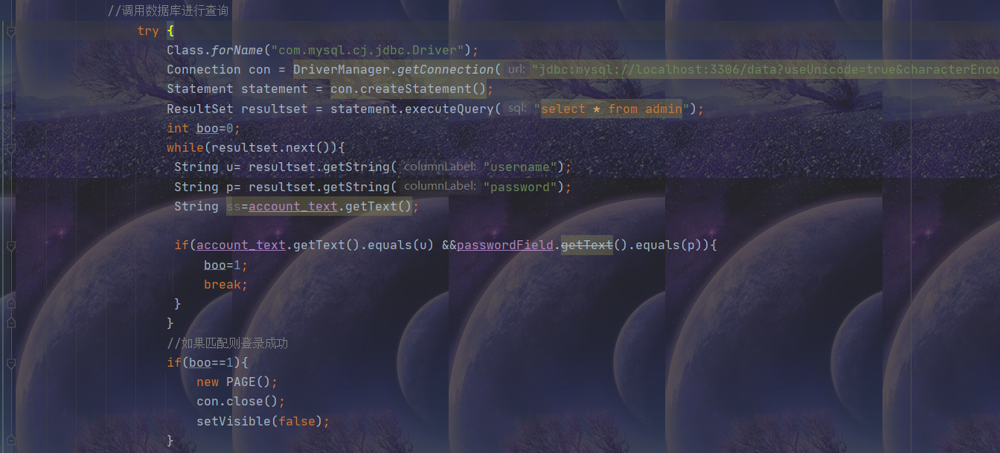 //调用数据库进行查询
try {
Class.forName("com.mysql.cj.jdbc.Driver");
Connection con = DriverManager.getConnection( url: "jdbc:mysql://localhost:3306/data?useUnicode=true&characterEnco
Statement statement = con.createStatement();
ResultSet resultset = statement.executeQuery( sql: "select * from admin");
int boo=0;
while(resultset.next()){
String u= resultset.getString( columnLabel: "username");
String p= resultset.getString( columnLabel: "password");
String ss=account_text.getText();
if(account_text.getText().equals(u) &&passwordField.getText().equals(p)){
boo=1;
break;
}
}
//如果匹配则登录成功
if(boo==1){
new PAGE();
con.close();
setVisible(false);
}